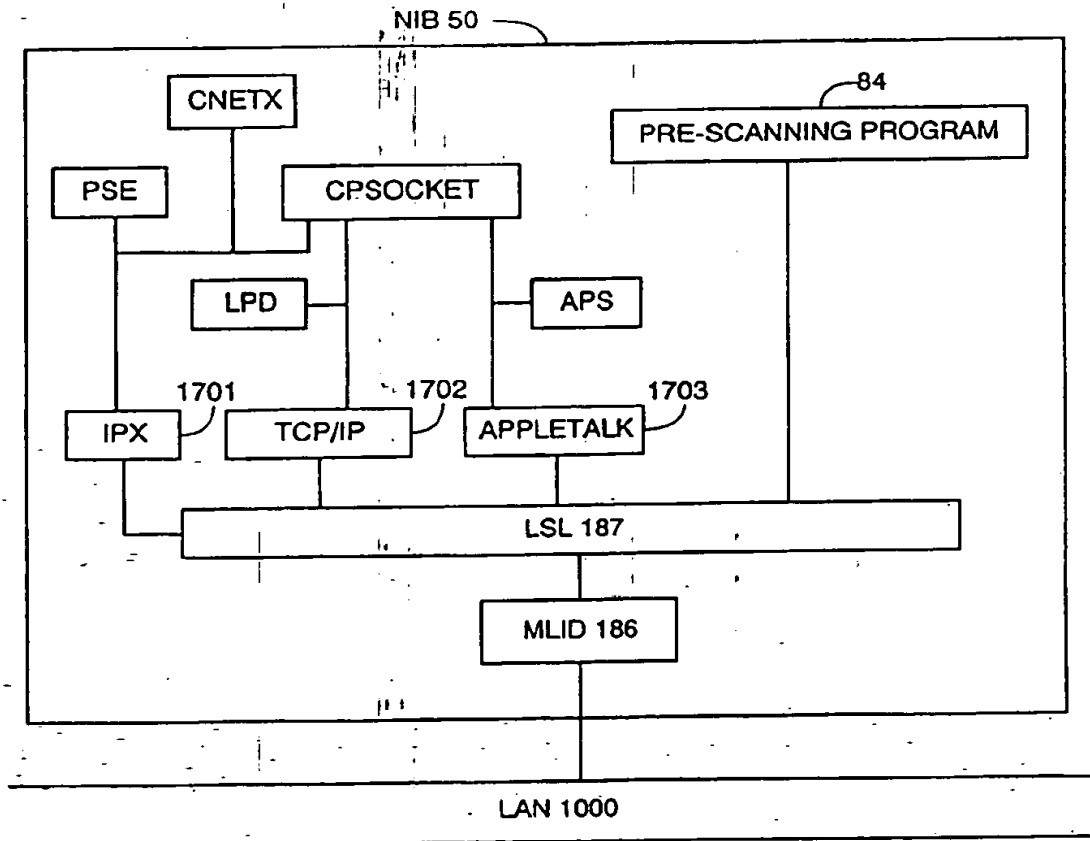 NIB 50
CNETX
84
PRE-SCANNING PROGRAM
PSE
CPSOCKET
LPD
APS
1701
1702
1703
IPX
TCP/IP
APPLETALK
LSL 187
MLID 186
LAN 1000